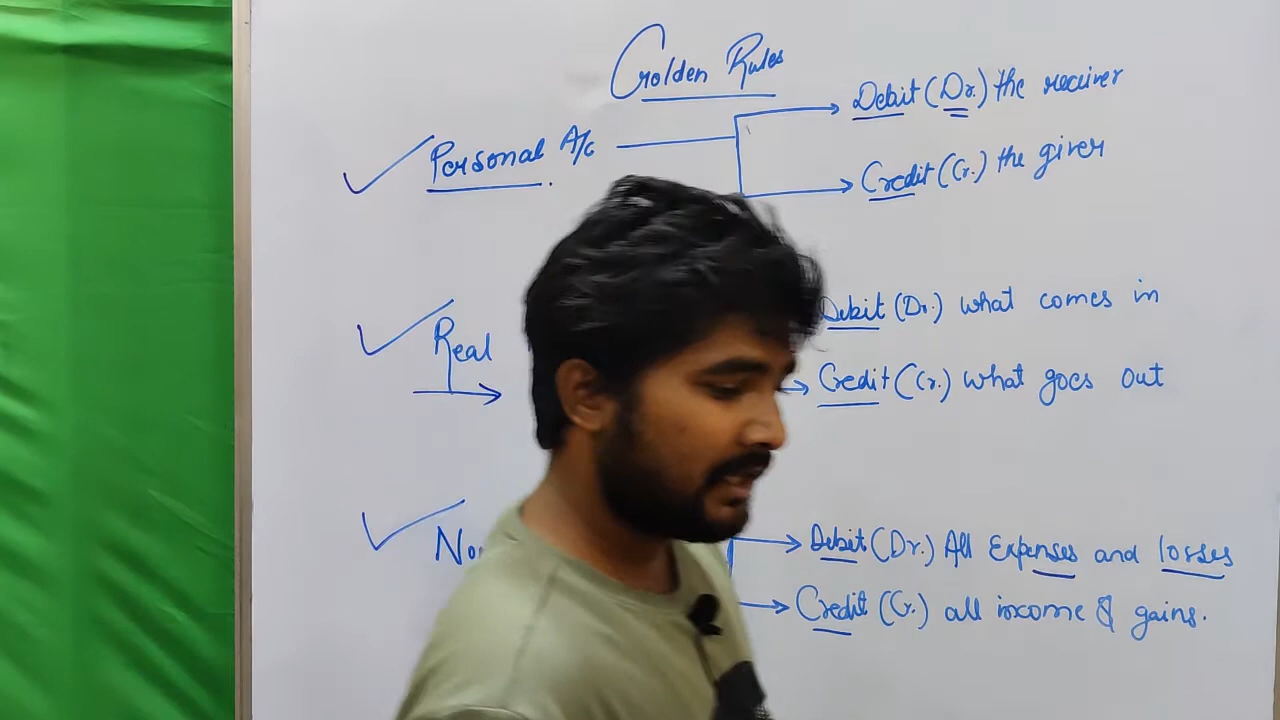 Golden Rules
Personal A/c
Debit (Dr.) the receiver
Credit (Cr.) the giver
Real
Debit (Dr.) what comes in
Credit (Cr.) what goes out
No
Debit (Dr.) All Expenses and losses
Credit (Cr.) all income & gains.